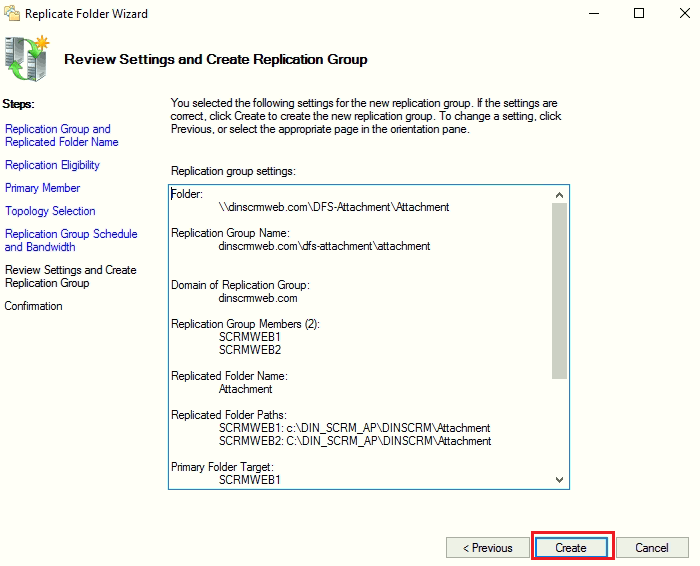 Replicate Folder Wizard
Review Settings and Create Replication Group
Steps:
Replication Group and
Replicated Folder Name
Replication Eligibility
Primary Member
Topology Selection
Replication Group Schedule
and Bandwidth
Review Settings and Create
Replication Group
Confirmation
You selected the following settings for the new replication group. If the settings are
correct, click Create to create the new replication group. To change a setting, click
Previous, or select the appropriate page in the orientation pane.
Replication group settings:
Folder:
\\dinscrmweb.com\DFS-Attachment\Attachment
Replication Group Name:
dinscrmweb.com\dfs-attachment\attachment
Domain of Replication Group:
dinscrmweb.com
Replication Group Members (2):
SCRMWEB1
SCRMWEB2
Replicated Folder Name:
Attachment
Replicated Folder Paths:
SCRMWEB1: c:\DIN_SCRM_AP\DINSCRM\Attachment
SCRMWEB2: C:\DIN_SCRM_AP\DINSCRM\Attachment
Primary Folder Target:
SCRMWEB1
< Previous
Create
Cancel